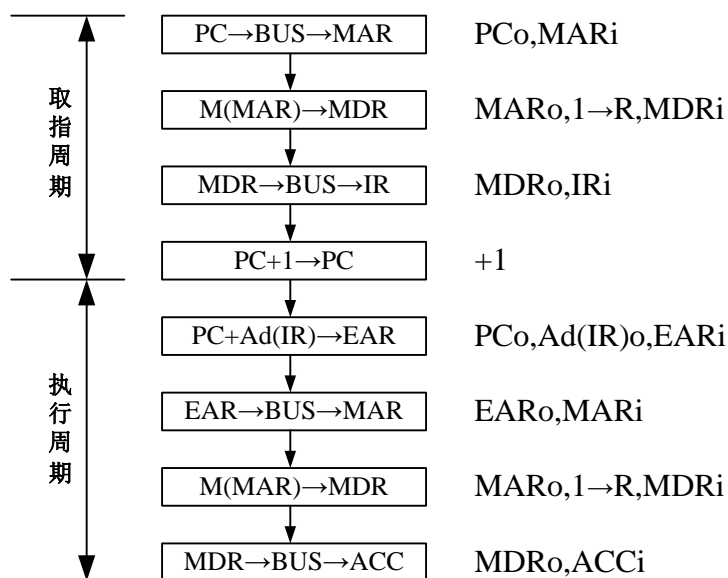 PC→BUS→MAR PCo,MARi
M(MAR)→MDR MARo,1→R,MDRi
MDR→BUS→IR MDRo,IRi
PC+1→PC +1
取指周期
PC+Ad(IR)→EAR PCo,Ad(IR)o,EARi
EAR→BUS→MAR EARo,MARi
M(MAR)→MDR MARo,1→R,MDRi
MDR→BUS→ACC MDRo,ACCi
执行周期